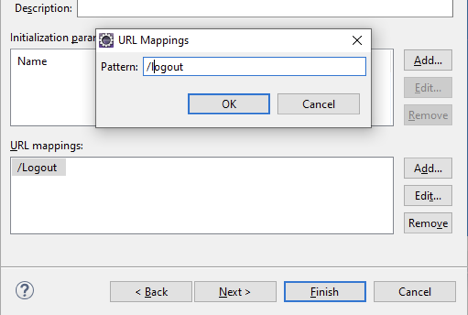 Description:
Initialization para
Name
Add...
Edit...
Remove
URL Mappings
Pattern: /logout
OK Cancel
URL mappings:
/Logout
Add...
Edit...
Remove
? < Back Next > Finish Cancel